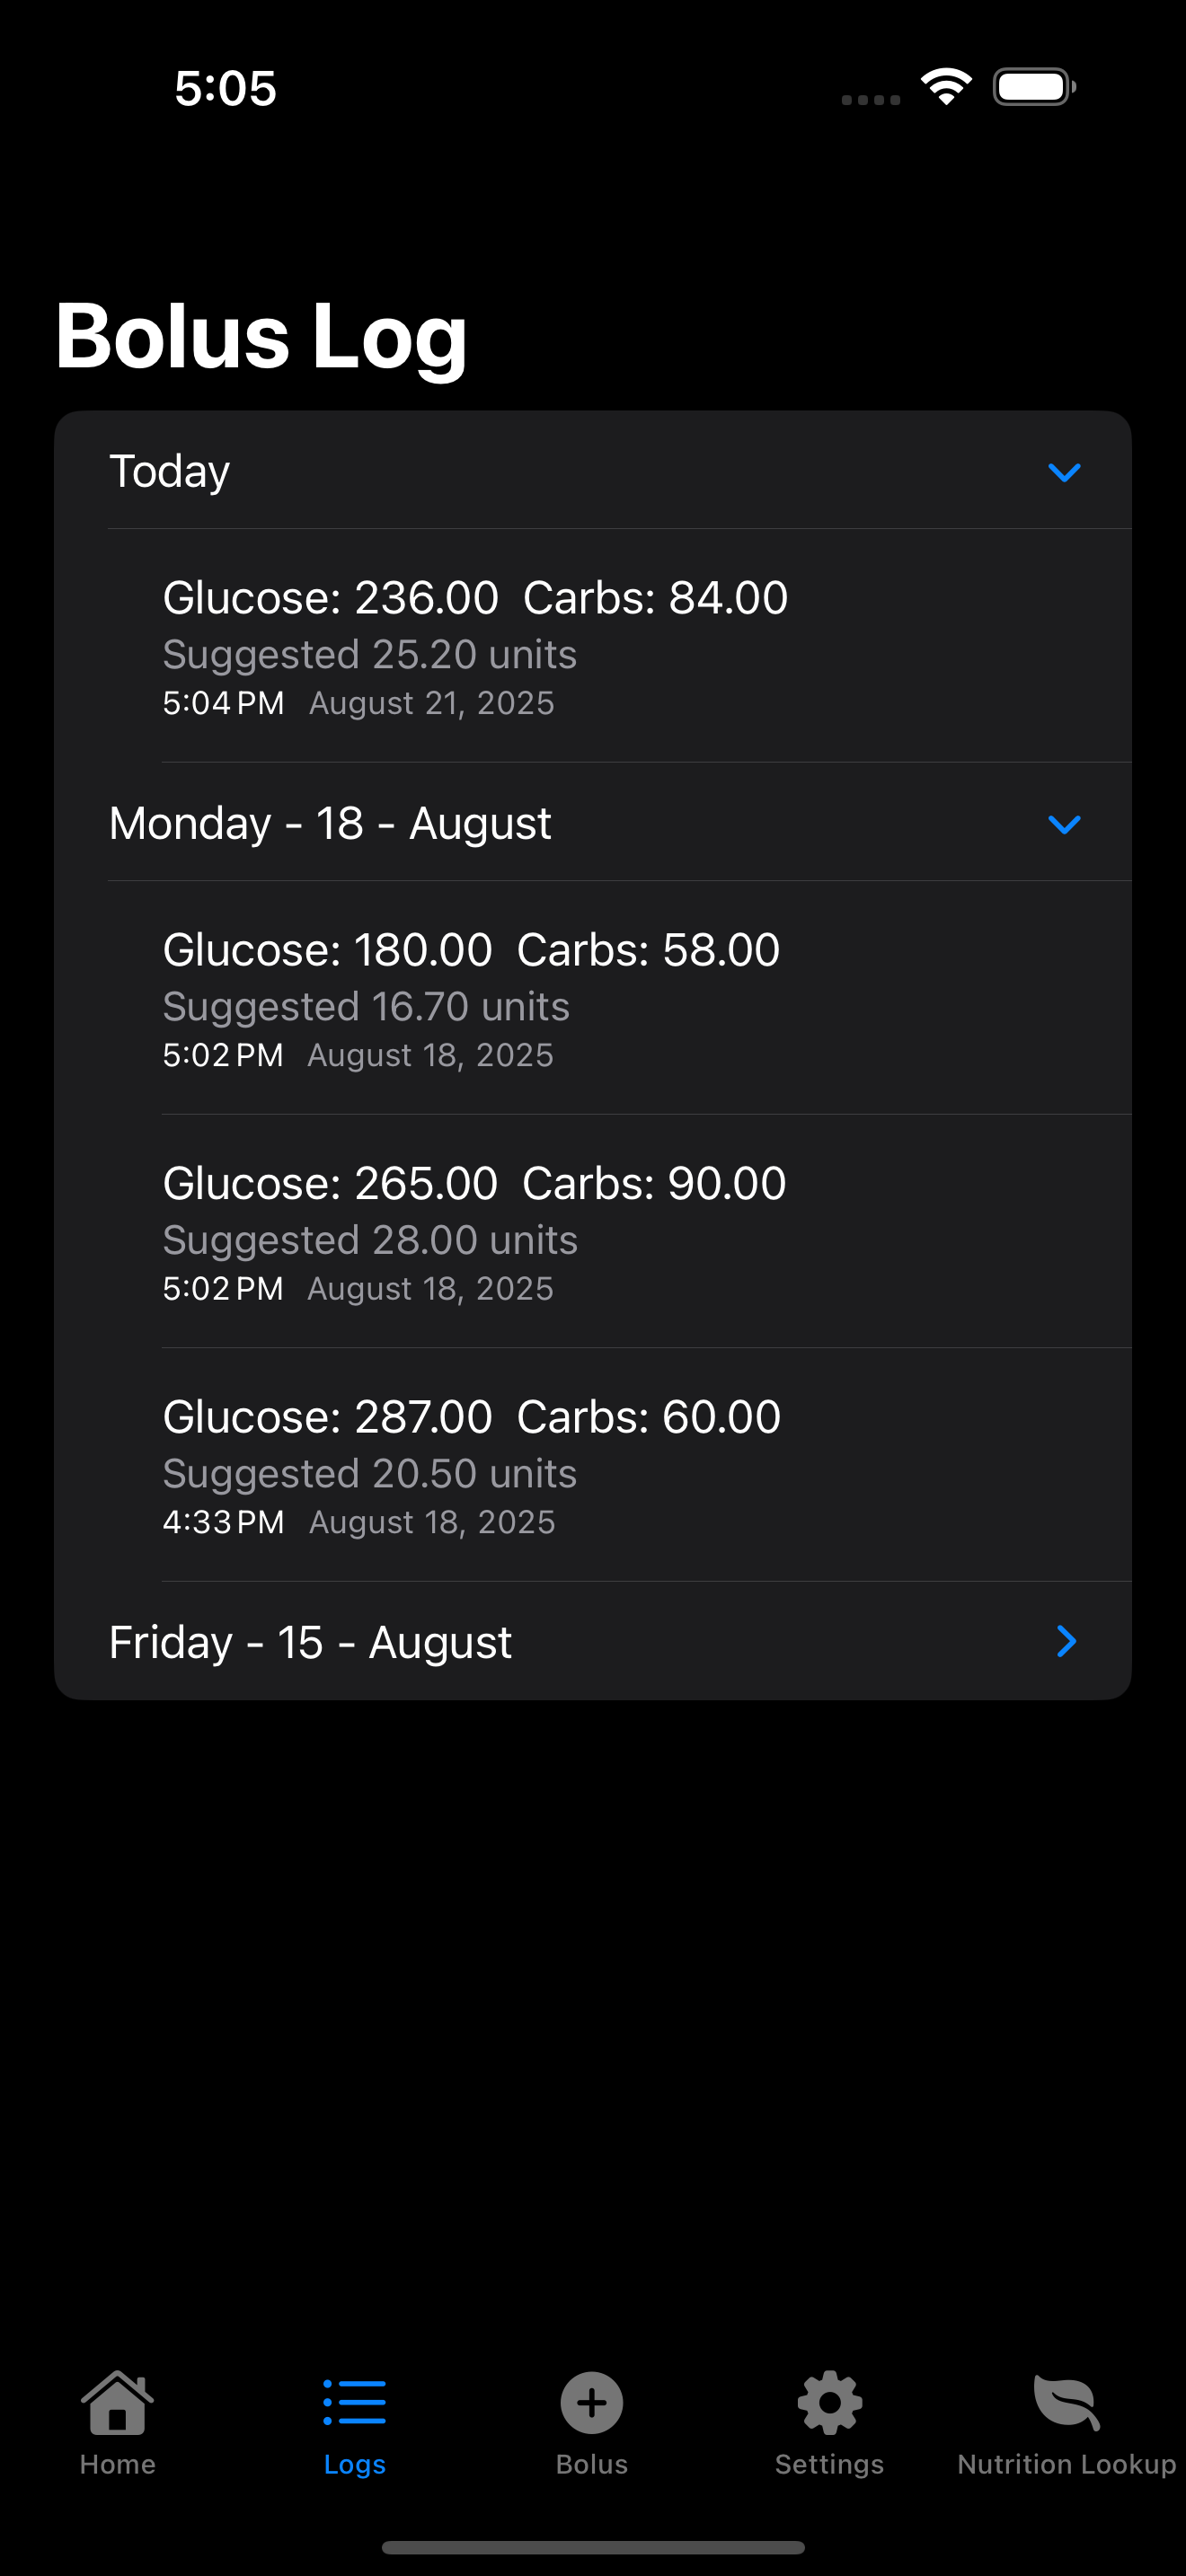 5:05
Bolus Log
Today
Glucose: 236.00 Carbs: 84.00
Suggested 25.20 units
5:04 PM August 21, 2025
Monday - 18 - August
Glucose: 180.00 Carbs: 58.00
Suggested 16.70 units
5:02 PM August 18, 2025
Glucose: 265.00 Carbs: 90.00
Suggested 28.00 units
5:02 PM August 18, 2025
Glucose: 287.00 Carbs: 60.00
Suggested 20.50 units
4:33 PM August 18, 2025
Friday - 15 - August
Home Logs Bolus Settings Nutrition Lookup